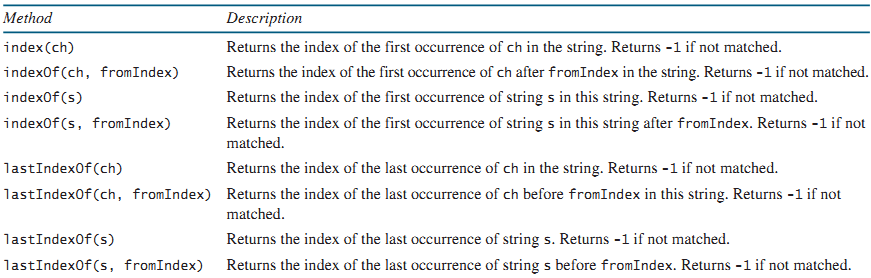 Method Description
index(ch) Returns the index of the first occurrence of ch in the string. Returns -1 if not matched.
indexOf(ch, fromIndex) Returns the index of the first occurrence of ch after fromIndex in the string. Returns -1 if not matched.
indexOf(s) Returns the index of the first occurrence of string s in this string. Returns -1 if not matched.
indexOf(s, fromIndex) Returns the index of the first occurrence of string s in this string after fromIndex. Returns -1 if not
matched.
lastIndexOf(ch) Returns the index of the last occurrence of ch in the string. Returns -1 if not matched.
lastIndexOf(ch, fromIndex) Returns the index of the last occurrence of ch before fromIndex in this string. Returns -1 if not
matched.
lastIndexOf(s) Returns the index of the last occurrence of string s. Returns -1 if not matched.
lastIndexOf(s, fromIndex) Returns the index of the last occurrence of string s before fromIndex. Returns -1 if not matched.